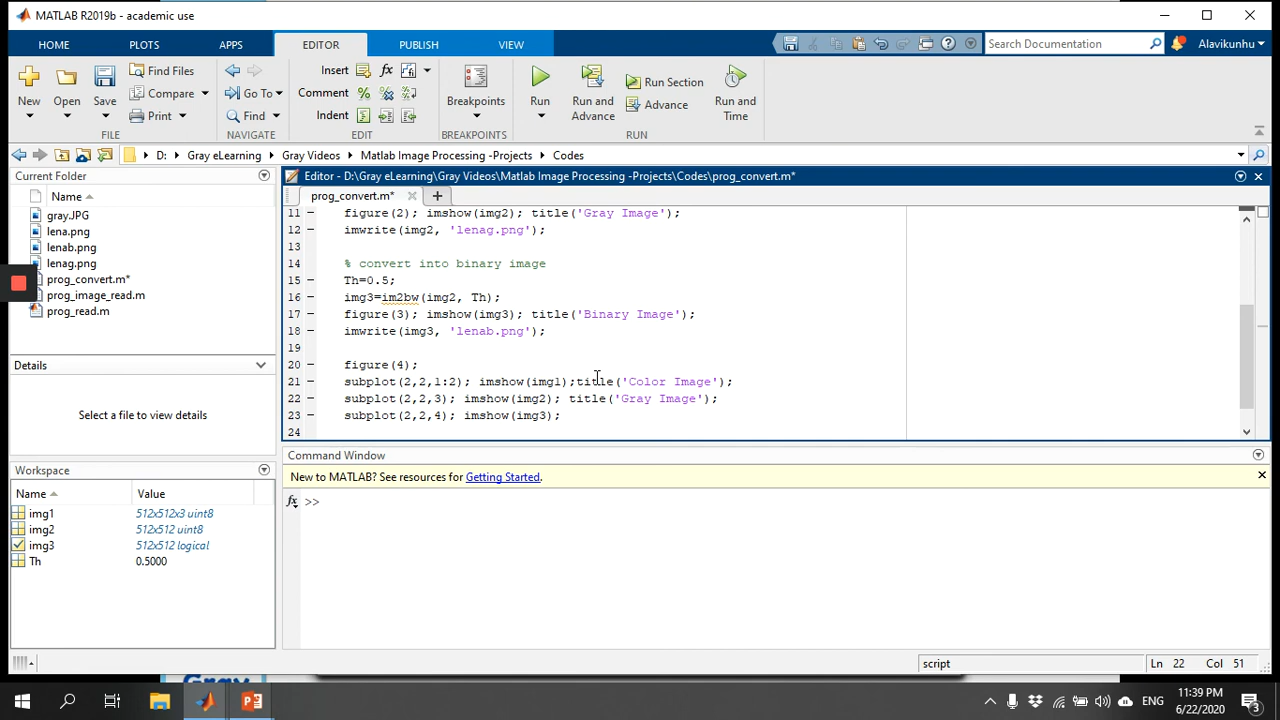 MATLAB R2019b - academic use
HOME PLOTS APPS EDITOR PUBLISH VIEW Search Documentation Alavikunhu
New Open Save Find Files Compare Print Go To Find Insert Comment Indent Breakpoints Run Run and Advance Run Section Advance Run and Time
FILE NAVIGATE EDIT BREAKPOINTS RUN
D: Gray eLearning Gray Videos Matlab Image Processing -Projects Codes
Current Folder
Name
gray.JPG
lena.png
lenab.png
lenag.png
prog_convert.m*
prog_image_read.m
prog_read.m
Details
Select a file to view details
Workspace
Name Value
img1 512x512x3 uint8
img2 512x512 uint8
img3 512x512 logical
Th 0.5000
Editor - D:\Gray eLearning\Gray Videos\Matlab Image Processing -Projects\Codes\prog_convert.m*
prog_convert.m*
11 figure(2); imshow(img2); title('Gray Image');
12 imwrite(img2, 'lenag.png');
13
14 % convert into binary image
15 Th=0.5;
16 img3=im2bw(img2, Th);
17 figure(3); imshow(img3); title('Binary Image');
18 imwrite(img3, 'lenab.png');
19
20 figure(4);
21 subplot(2,2,1:2); imshow(img1);title('Color Image');
22 subplot(2,2,3); imshow(img2); title('Gray Image');
23 subplot(2,2,4); imshow(img3);
24
Command Window
New to MATLAB? See resources for Getting Started.
fx >>
script Ln 22 Col 51
Gray
ENG
11:39 PM
6/22/2020
3